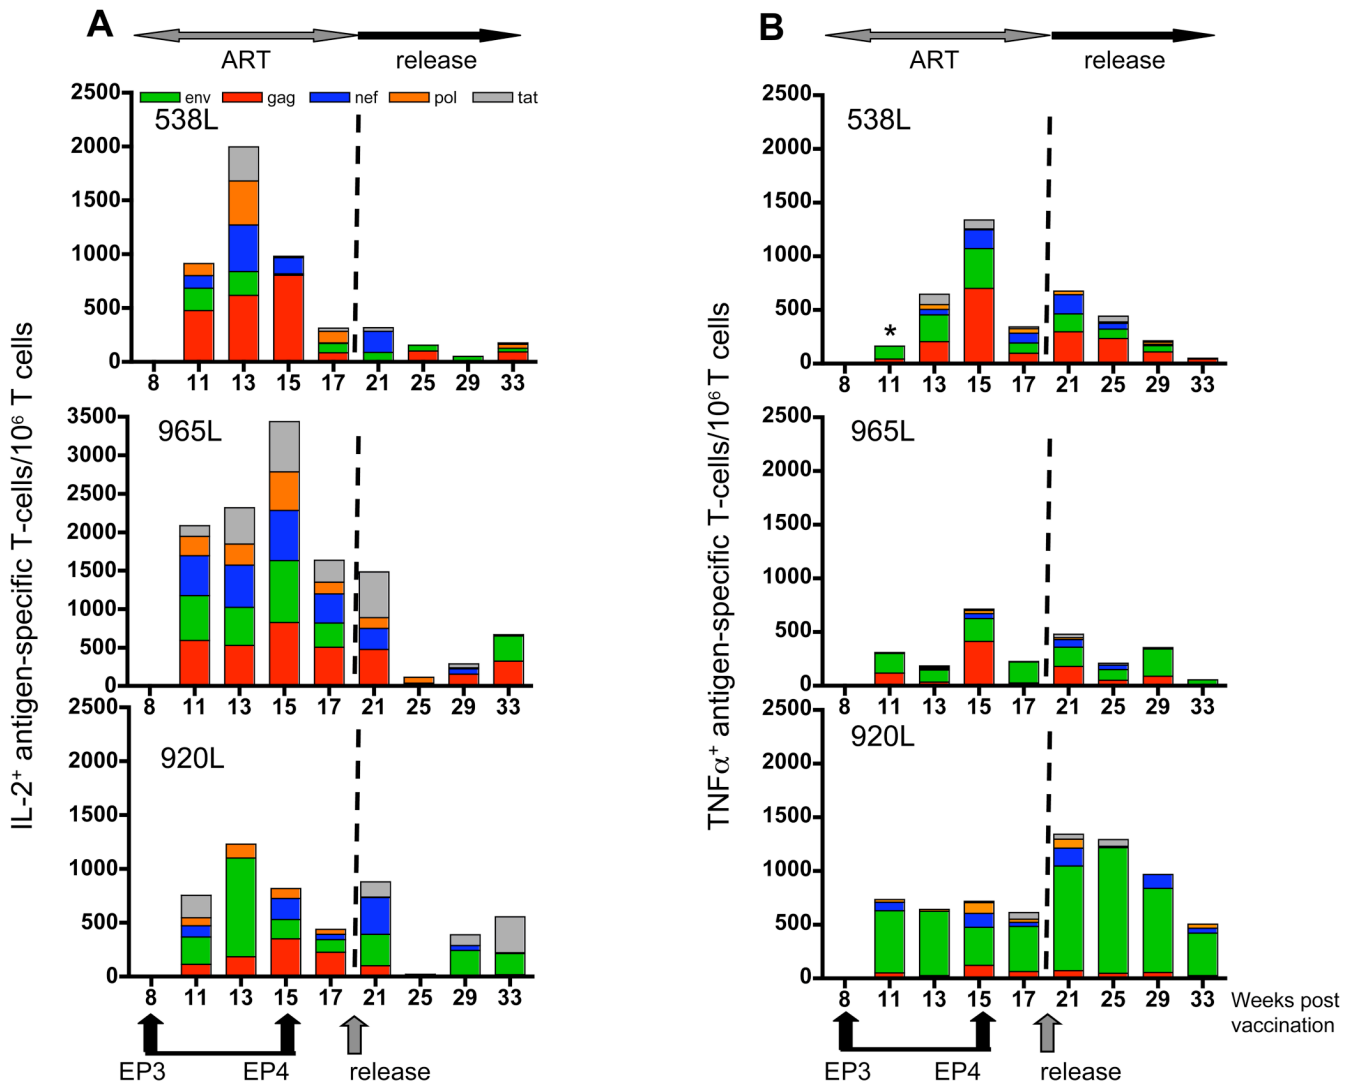 A
ART release
env gag nef pol tat
IL-2⁺ antigen-specific T-cells/10⁶ T cells
2500
538L
2000
1500
1000
500
0
8 11 13 15 17 21 25 29 33
3500
965L
3000
2500
2000
1500
1000
500
0
8 11 13 15 17 21 25 29 33
2500
920L
2000
1500
1000
500
0
8 11 13 15 17 21 25 29 33
EP3 EP4 release
B
ART release
TNFα⁺ antigen-specific T-cells/10⁶ T cells
2500
538L
2000
1500
1000
500
*
0
8 11 13 15 17 21 25 29 33
2500
965L
2000
1500
1000
500
0
8 11 13 15 17 21 25 29 33
2500
920L
2000
1500
1000
500
0
8 11 13 15 17 21 25 29 33
Weeks post
vaccination
EP3 EP4 release